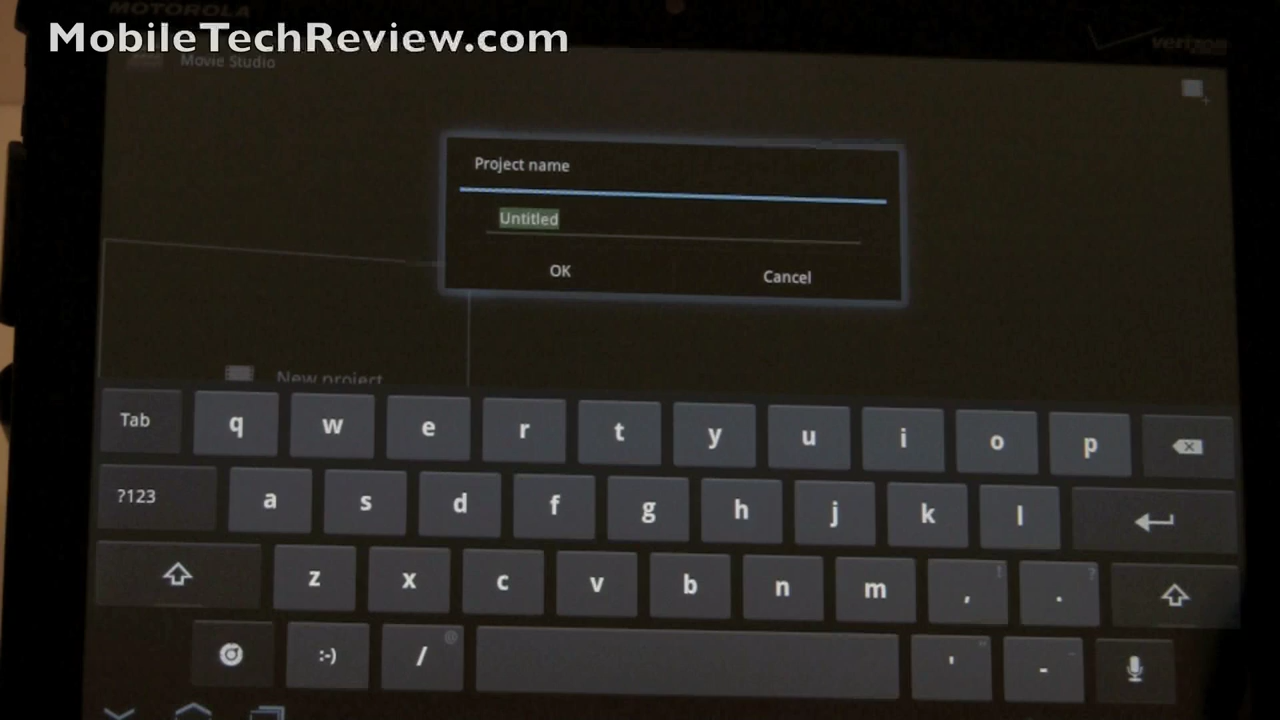 MOTOROLA
MobileTechReview.com
verizon
Movie Studio
Project name
Untitled
OK Cancel
New project
Tab q w e r t y u i o p
?123 a s d f g h j k l
z x c v b n m , ! . ?
:-) / @ ' " - _